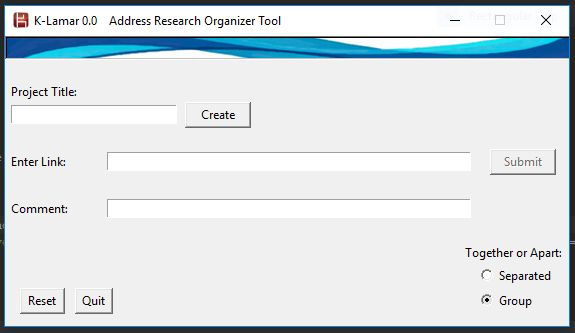 K-Lamar 0.0 Address Research Organizer Tool
Project Title:
Create
Enter Link:
Submit
Comment:
Together or Apart:
Separated
Reset Quit
Group